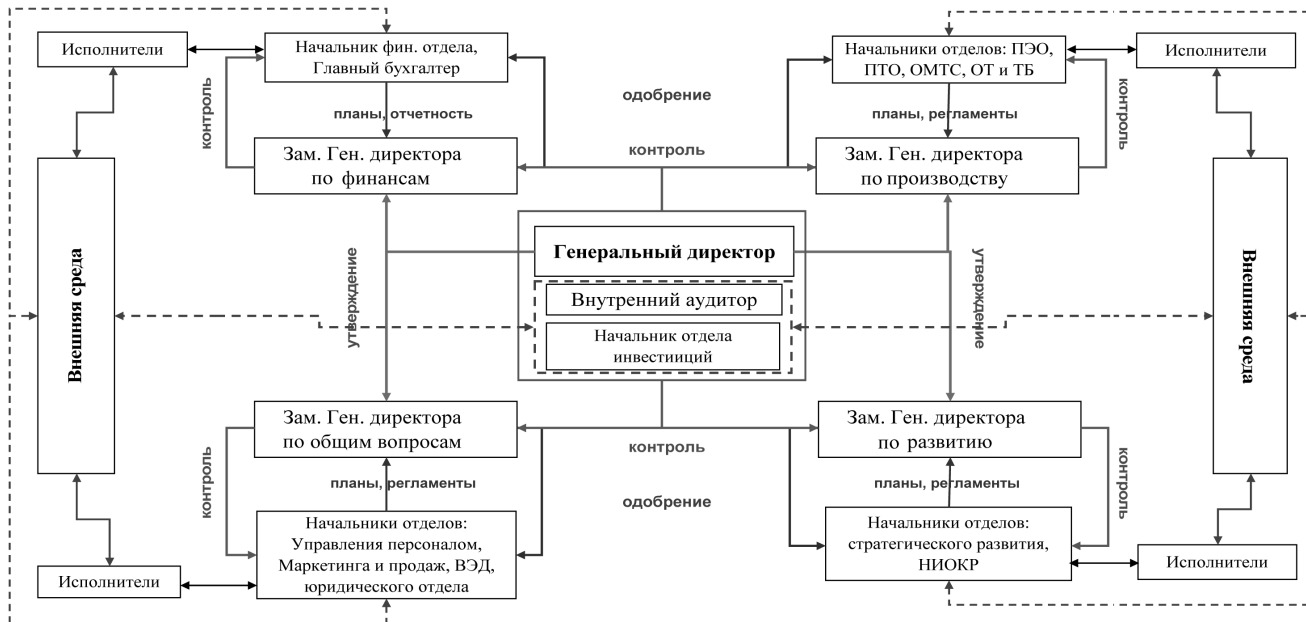 Исполнители
Начальник фин. отдела,
Главный бухгалтер
Начальники отделов: ПЭО,
ПТО, ОМТС, ОТ и ТБ
Исполнители
контроль
одобрение
контроль
планы, отчетность
планы, регламенты
контроль
Зам. Ген. директора
по финансам
Зам. Ген. директора
по производству
Внешняя среда
утверждение
Генеральный директор
Внутренний аудитор
Начальник отдела
инвестииций
утверждение
Внешняя среда
Зам. Ген. директора
по общим вопросам
Зам. Ген. директора
по развитию
контроль
контроль
контроль
планы, регламенты
планы, регламенты
одобрение
Начальники отделов:
Управления персоналом,
Маркетинга и продаж, ВЭД,
юридического отдела
Начальники отделов:
стратегического развития,
НИОКР
Исполнители
Исполнители